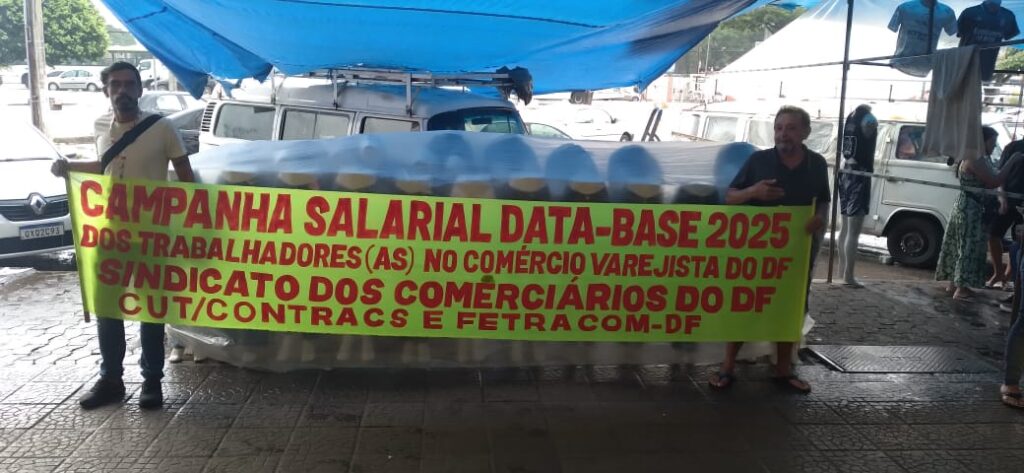 CAMPANHA SALARIAL DATA-BASE 2025
DOS TRABALHADORES(AS) NO COMÉRCIO VAREJISTA DO DF
SINDICATO DOS COMERCIÁRIOS DO DF
CUT/CONTRACS E FETRACOM-DF